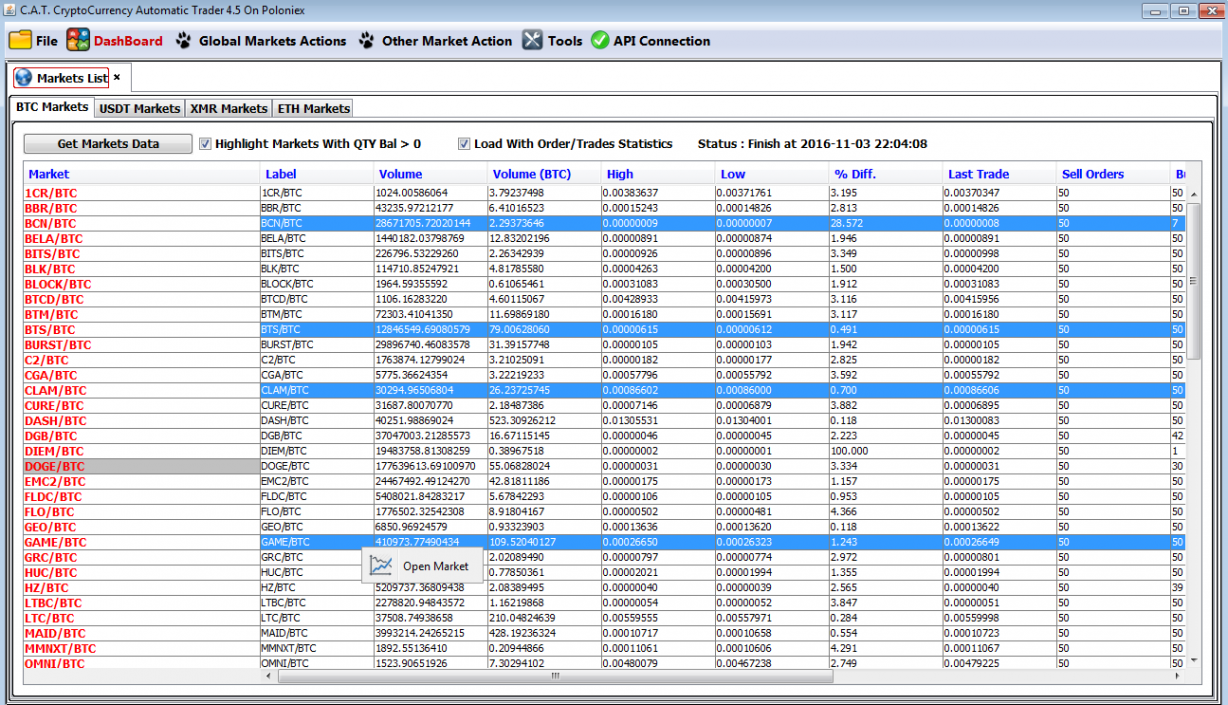 C.A.T. CryptoCurrency Automatic Trader 4.5 On Poloniex
File DashBoard Global Markets Actions Other Market Action Tools API Connection
Markets List ×
BTC Markets USDT Markets XMR Markets ETH Markets
Get Markets Data Highlight Markets With QTY Bal > 0 Load With Order/Trades Statistics Status : Finish at 2016-11-03 22:04:08
Market Label Volume Volume (BTC) High Low % Diff. Last Trade Sell Orders
1CR/BTC 1CR/BTC 1024.00586064 3.79237498 0.00383637 0.00371761 3.195 0.00370347 50 50
BBR/BTC BBR/BTC 43235.97212177 6.41016523 0.00015243 0.00014826 2.813 0.00014826 50 50
BCN/BTC BCN/BTC 28671705.72020144 2.29373646 0.00000009 0.00000007 28.572 0.00000008 50 7
BELA/BTC BELA/BTC 1440182.03798769 12.83202196 0.00000891 0.00000874 1.946 0.00000891 50 50
BITS/BTC BITS/BTC 226796.53229260 2.26342939 0.00000926 0.00000896 3.349 0.00000998 50 50
BLK/BTC BLK/BTC 114710.85247921 4.81785580 0.00004263 0.00004200 1.500 0.00004200 50 50
BLOCK/BTC BLOCK/BTC 1964.59355592 0.61065461 0.00031083 0.00030500 1.912 0.00031083 50 50
BTCD/BTC BTCD/BTC 1106.16283220 4.60115067 0.00428933 0.00415973 3.116 0.00415956 50 50
BTM/BTC BTM/BTC 72303.41041350 11.69869180 0.00016180 0.00015691 3.117 0.00016180 50 50
BTS/BTC BTS/BTC 12846549.69080579 79.00628060 0.00000615 0.00000612 0.491 0.00000615 50 50
BURST/BTC BURST/BTC 29896740.46083578 31.39157748 0.00000105 0.00000103 1.942 0.00000105 50 50
C2/BTC C2/BTC 1763874.12799024 3.21025091 0.00000182 0.00000177 2.825 0.00000182 50 50
CGA/BTC CGA/BTC 5775.36624354 3.22219233 0.00057796 0.00055792 3.592 0.00055792 50 50
CLAM/BTC CLAM/BTC 30294.96506804 26.23725745 0.00086602 0.00086000 0.700 0.00086606 50 50
CURE/BTC CURE/BTC 31687.80070770 2.18487386 0.00007146 0.00006879 3.882 0.00006895 50 50
DASH/BTC DASH/BTC 40251.98869024 523.30926212 0.01305531 0.01304001 0.118 0.01300083 50 50
DGB/BTC DGB/BTC 37047003.21285573 16.67115145 0.00000046 0.00000045 2.223 0.00000045 50 42
DIEM/BTC DIEM/BTC 19483758.81308259 0.38967518 0.00000002 0.00000001 100.000 0.00000002 50 1
DOGE/BTC DOGE/BTC 177639613.69100970 55.06828024 0.00000031 0.00000030 3.334 0.00000031 50 30
EMC2/BTC EMC2/BTC 24467492.49124270 42.81811186 0.00000175 0.00000173 1.157 0.00000175 50 50
FLDC/BTC FLDC/BTC 5408021.84283217 5.67842293 0.00000106 0.00000105 0.953 0.00000105 50 50
FLO/BTC FLO/BTC 1776502.32542308 8.91804167 0.00000502 0.00000481 4.366 0.00000502 50 50
GEO/BTC GEO/BTC 6850.96924579 0.93323903 0.00013636 0.00013620 0.118 0.00013622 50 50
GAME/BTC GAME/BTC 410973.77490434 109.52040127 0.00026650 0.00026323 1.243 0.00026649 50 50
GRC/BTC GRC/BTC 2.02089490 0.00000797 0.00000774 2.972 0.00000801 50 50
Open Market
HUC/BTC HUC/BTC 0.77850361 0.00002021 0.00001994 1.355 0.00001994 50 50
HZ/BTC HZ/BTC 5209737.36809438 2.08389495 0.00000040 0.00000039 2.565 0.00000040 50 39
LTBC/BTC LTBC/BTC 2278820.94843572 1.16219868 0.00000054 0.00000052 3.847 0.00000051 50 50
LTC/BTC LTC/BTC 37508.74938658 210.04824639 0.00559555 0.00557971 0.284 0.00559998 50 50
MAID/BTC MAID/BTC 3993214.24265215 428.19236324 0.00010717 0.00010658 0.554 0.00010723 50 50
MMNXT/BTC MMNXT/BTC 1892.55136410 0.20944866 0.00011061 0.00010606 4.291 0.00011067 50 50
OMNI/BTC OMNI/BTC 1523.90651926 7.30294102 0.00480079 0.00467238 2.749 0.00479225 50 50